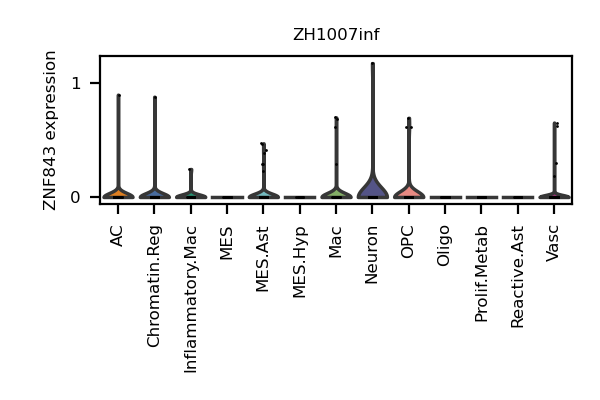 ZH1007inf
ZNF843 expression
1
0
AC
Chromatin.Reg
Inflammatory.Mac
MES
MES.Ast
MES.Hyp
Mac
Neuron
OPC
Oligo
Prolif.Metab
Reactive.Ast
Vasc